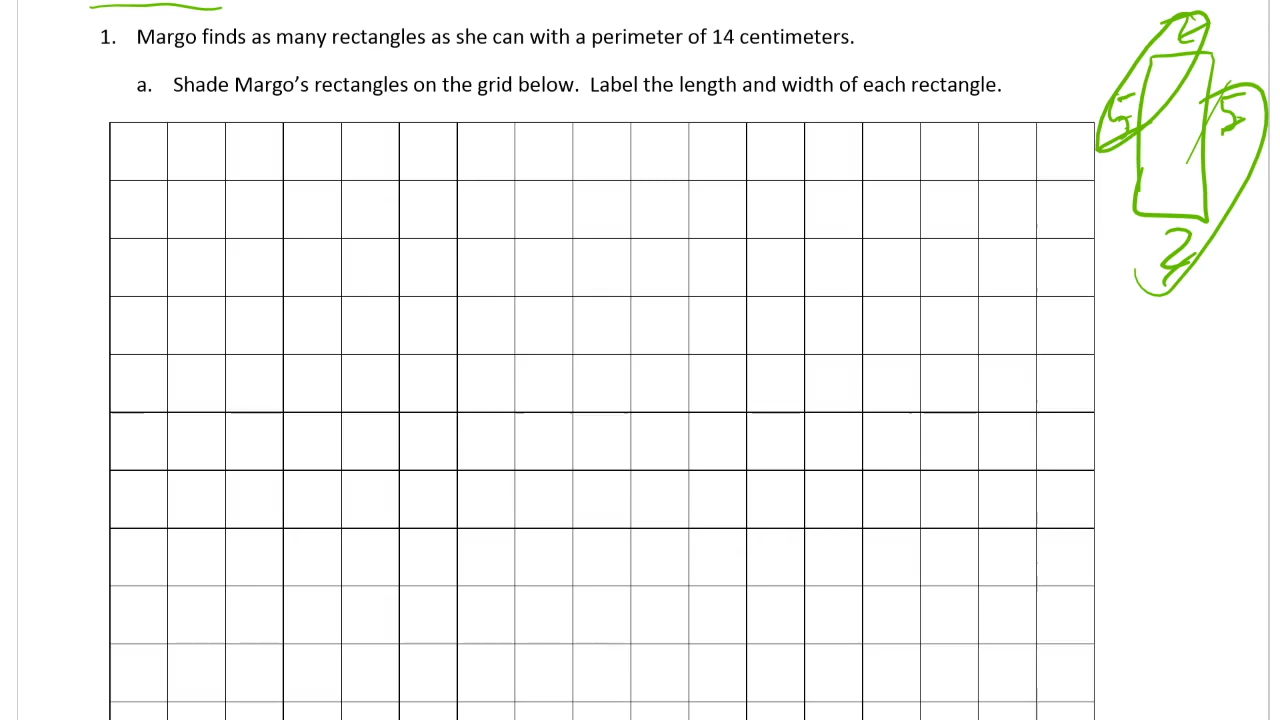 1. Margo finds as many rectangles as she can with a perimeter of 14 centimeters.
a. Shade Margo’s rectangles on the grid below. Label the length and width of each rectangle.
2
5
5
2